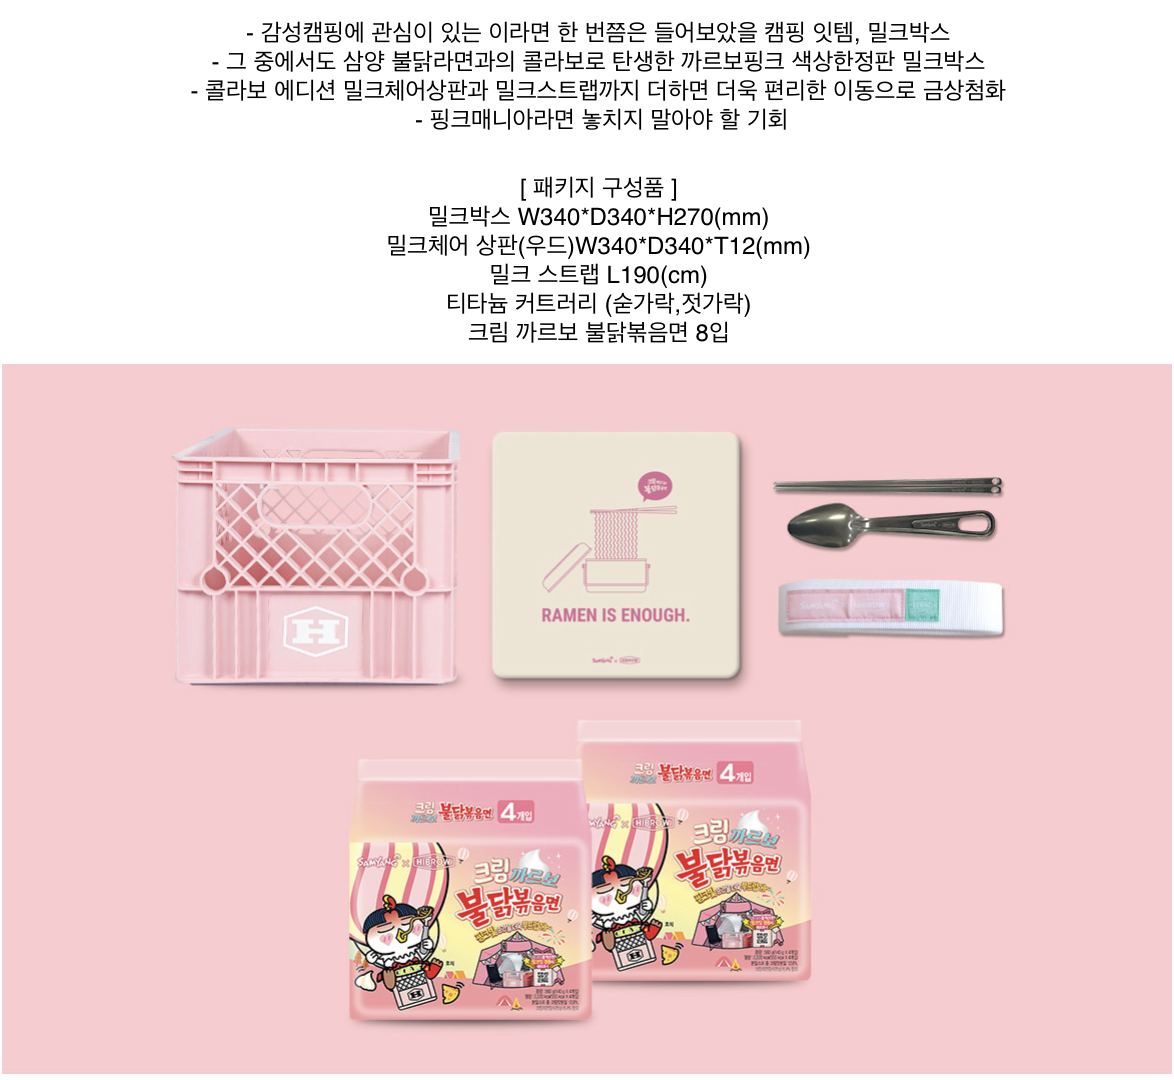 - 감성캠핑에 관심이 있는 이라면 한 번쯤은 들어보았을 캠핑 잇템, 밀크박스
- 그 중에서도 삼양 불닭라면과의 콜라보로 탄생한 까르보핑크 색상한정판 밀크박스
- 콜라보 에디션 밀크체어상판과 밀크스트랩까지 더하면 더욱 편리한 이동으로 금상첨화
- 핑크매니아라면 놓치지 말아야 할 기회
[ 패키지 구성품 ]
밀크박스 W340*D340*H270(mm)
밀크체어 상판(우드)W340*D340*T12(mm)
밀크 스트랩 L190(cm)
티타늄 커트러리 (숟가락,젓가락)
크림 까르보 불닭볶음면 8입
H
RAMEN IS ENOUGH.
SAMYANG x HIBROW
SAMYANG
크림 까르보 불닭볶음면 4개입
SAMYANG X HIBROW
크림 까르보
불닭볶음면
H
크림 까르보 불닭볶음면 4개입
X HIBROW
크림 까르보
불닭볶음면
H